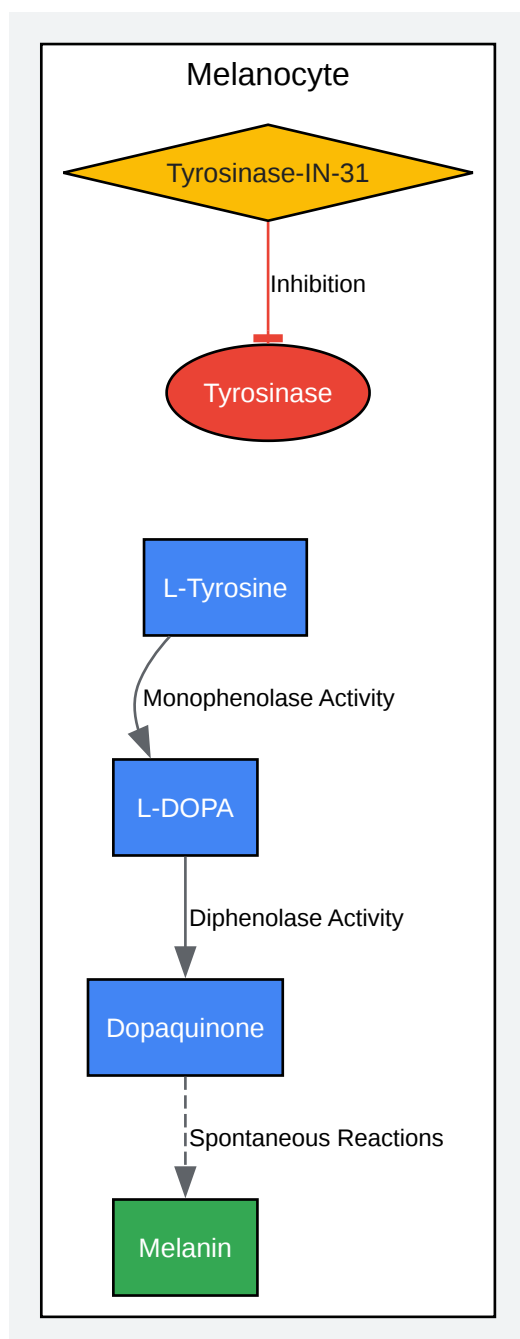 Melanocyte
Tyrosinase-IN-31
Inhibition
Tyrosinase
L-Tyrosine
Monophenolase Activity
L-DOPA
Diphenolase Activity
Dopaquinone
Spontaneous Reactions
Melanin